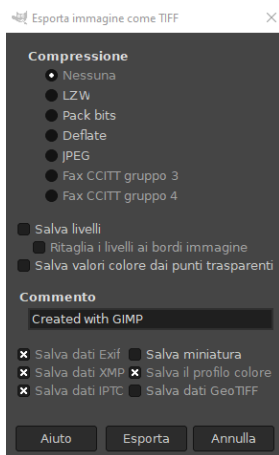 Esporta immagine come TIFF
Compressione
Nessuna
LZW
Pack bits
Deflate
JPEG
Fax CCITT gruppo 3
Fax CCITT gruppo 4
Salva livelli
Ritaglia i livelli ai bordi immagine
Salva valori colore dai punti trasparenti
Commento
Created with GIMP
Salva dati Exif Salva miniatura
Salva dati XMP Salva il profilo colore
Salva dati IPTC Salva dati GeoTIFF
Aiuto Esporta Annulla